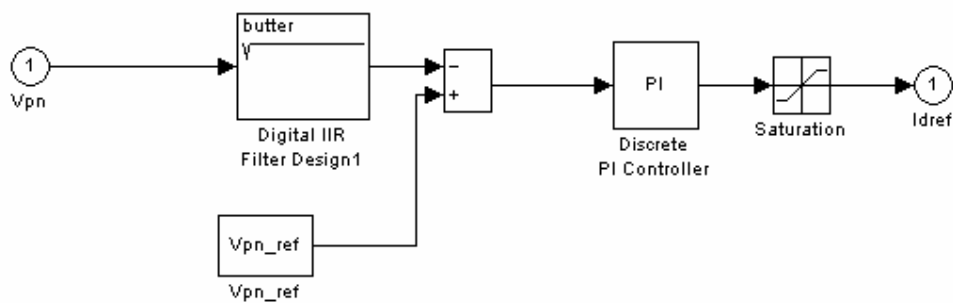 butter
1
Vpn
Digital IIR
Filter Design1
−
+
PI
Discrete
PI Controller
Saturation
1
Idref
Vpn_ref
Vpn_ref